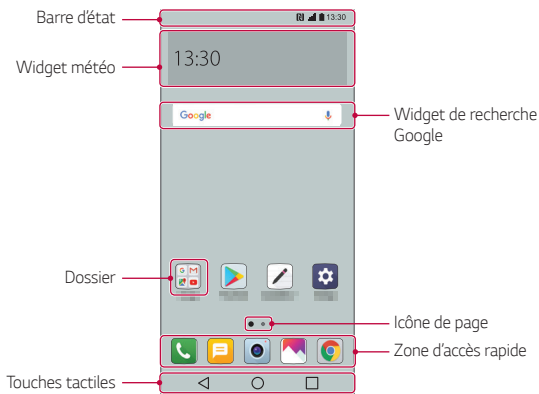 Barre d'état
13:30
Widget météo
13:30
Google
Widget de recherche
Google
Dossier
Icône de page
Zone d'accès rapide
Touches tactiles